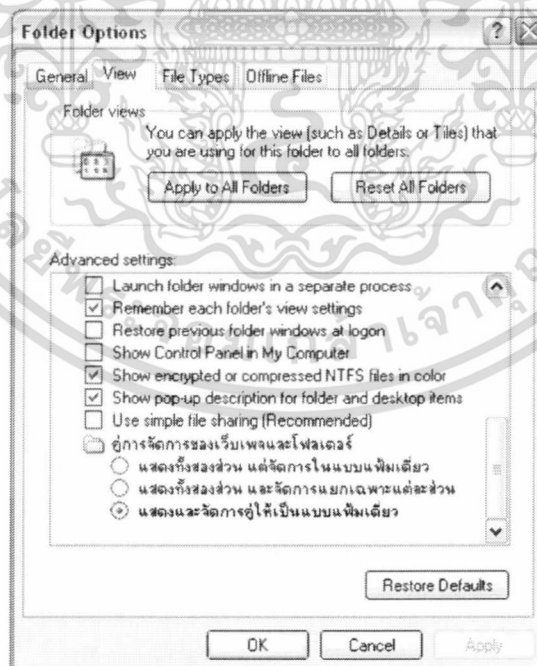 Folder Options
General View File Types Offline Files
Folder views
You can apply the view (such as Details or Tiles) that
you are using for this folder to all folders.
Apply to All Folders Reset All Folders
Advanced settings:
Launch folder windows in a separate process
Remember each folder's view settings
Restore previous folder windows at logon
Show Control Panel in My Computer
Show encrypted or compressed NTFS files in color
Show pop-up description for folder and desktop items
Use simple file sharing (Recommended)
คู่การจัดการของเว็บเพจและโฟลเดอร์
แสดงทั้งสองส่วน แต่จัดการในแบบแฟ้มเดี่ยว
แสดงทั้งสองส่วน และจัดการแยกเฉพาะแต่ละส่วน
แสดงและจัดการคู่ให้เป็นแบบแฟ้มเดี่ยว
Restore Defaults
OK Cancel Apply